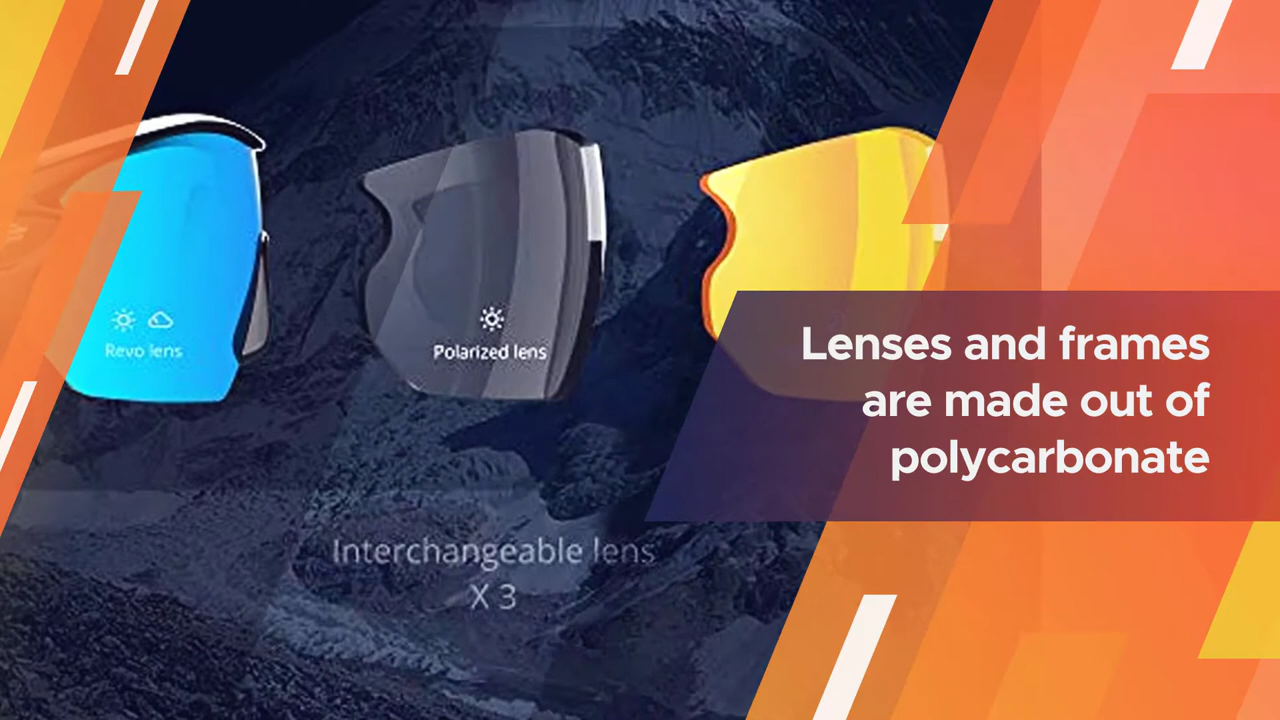 Revo lens
Polarized lens
Lenses and frames
are made out of
polycarbonate
Interchangeable lens
X 3